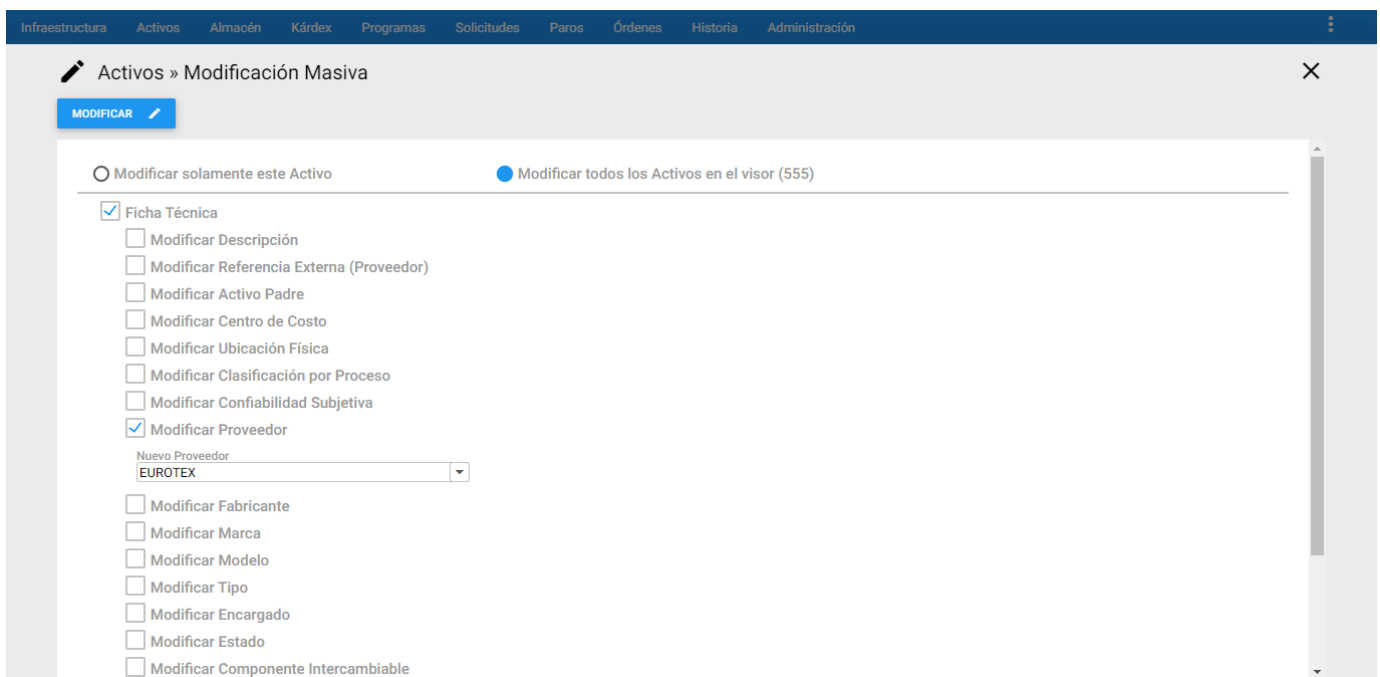 Infraestructura Activos Almacén Kárdex Programas Solicitudes Paros Órdenes Historia Administración
Activos » Modificación Masiva
MODIFICAR
Modificar solamente este Activo Modificar todos los Activos en el visor (555)
Ficha Técnica
Modificar Descripción
Modificar Referencia Externa (Proveedor)
Modificar Activo Padre
Modificar Centro de Costo
Modificar Ubicación Física
Modificar Clasificación por Proceso
Modificar Confiabilidad Subjetiva
Modificar Proveedor
Nuevo Proveedor
EUROTEX
Modificar Fabricante
Modificar Marca
Modificar Modelo
Modificar Tipo
Modificar Encargado
Modificar Estado
Modificar Componente Intercambiable